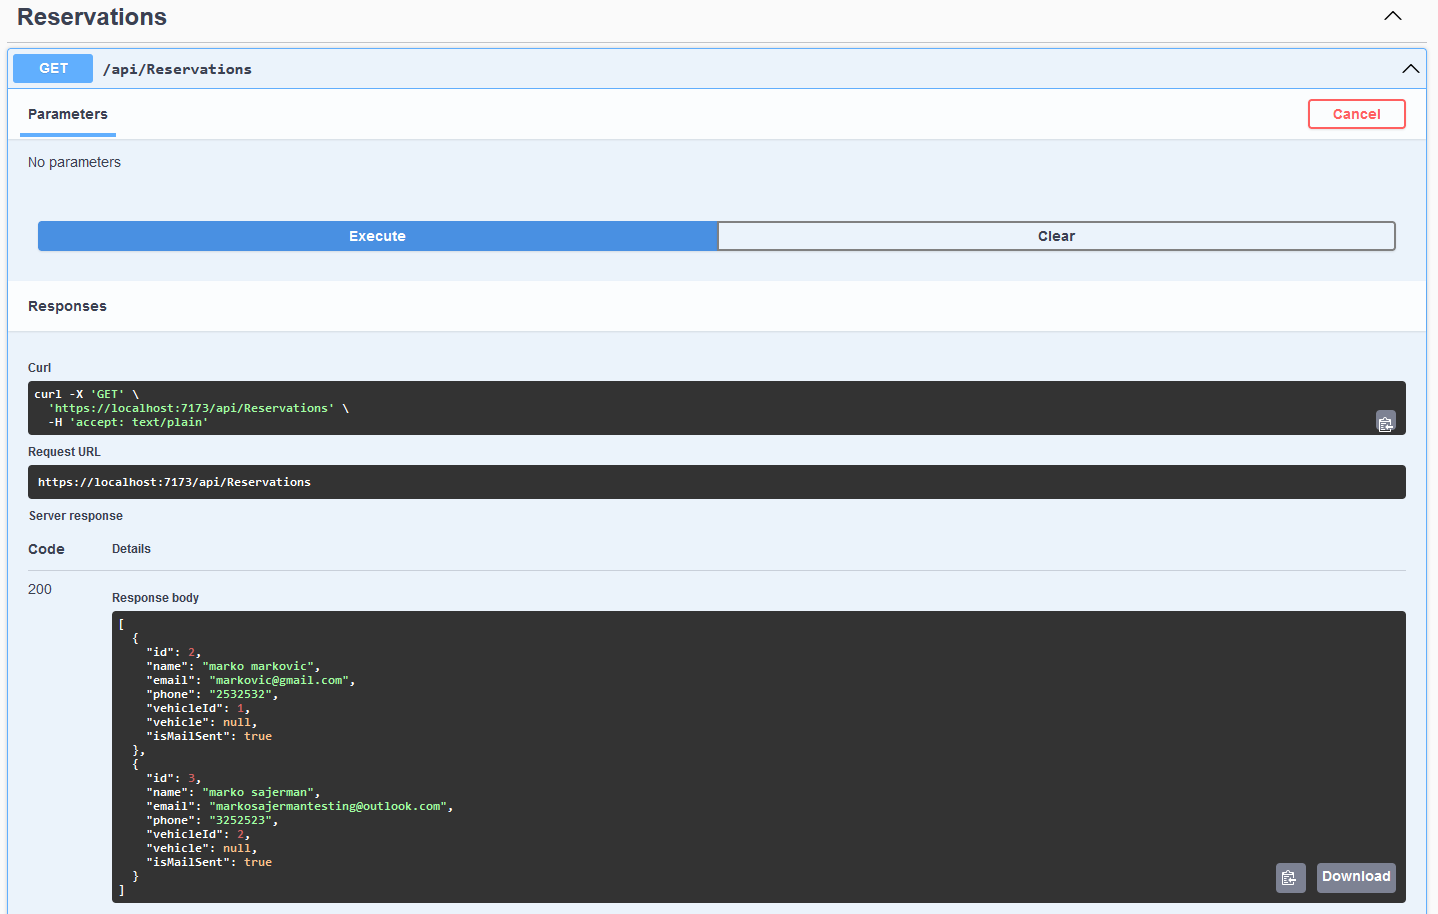 Reservations
GET /api/Reservations
Parameters
Cancel
No parameters
Execute
Clear
Responses
Curl
curl -X 'GET' \
  'https://localhost:7173/api/Reservations' \
  -H 'accept: text/plain'
Request URL
https://localhost:7173/api/Reservations
Server response
Code Details
200
Response body
[
  {
    "id": 2,
    "name": "marko markovic",
    "email": "markovic@gmail.com",
    "phone": "2532532",
    "vehicleId": 1,
    "vehicle": null,
    "isMailSent": true
  },
  {
    "id": 3,
    "name": "marko sajerman",
    "email": "markosajermantesting@outlook.com",
    "phone": "3252523",
    "vehicleId": 2,
    "vehicle": null,
    "isMailSent": true
  }
]
Download